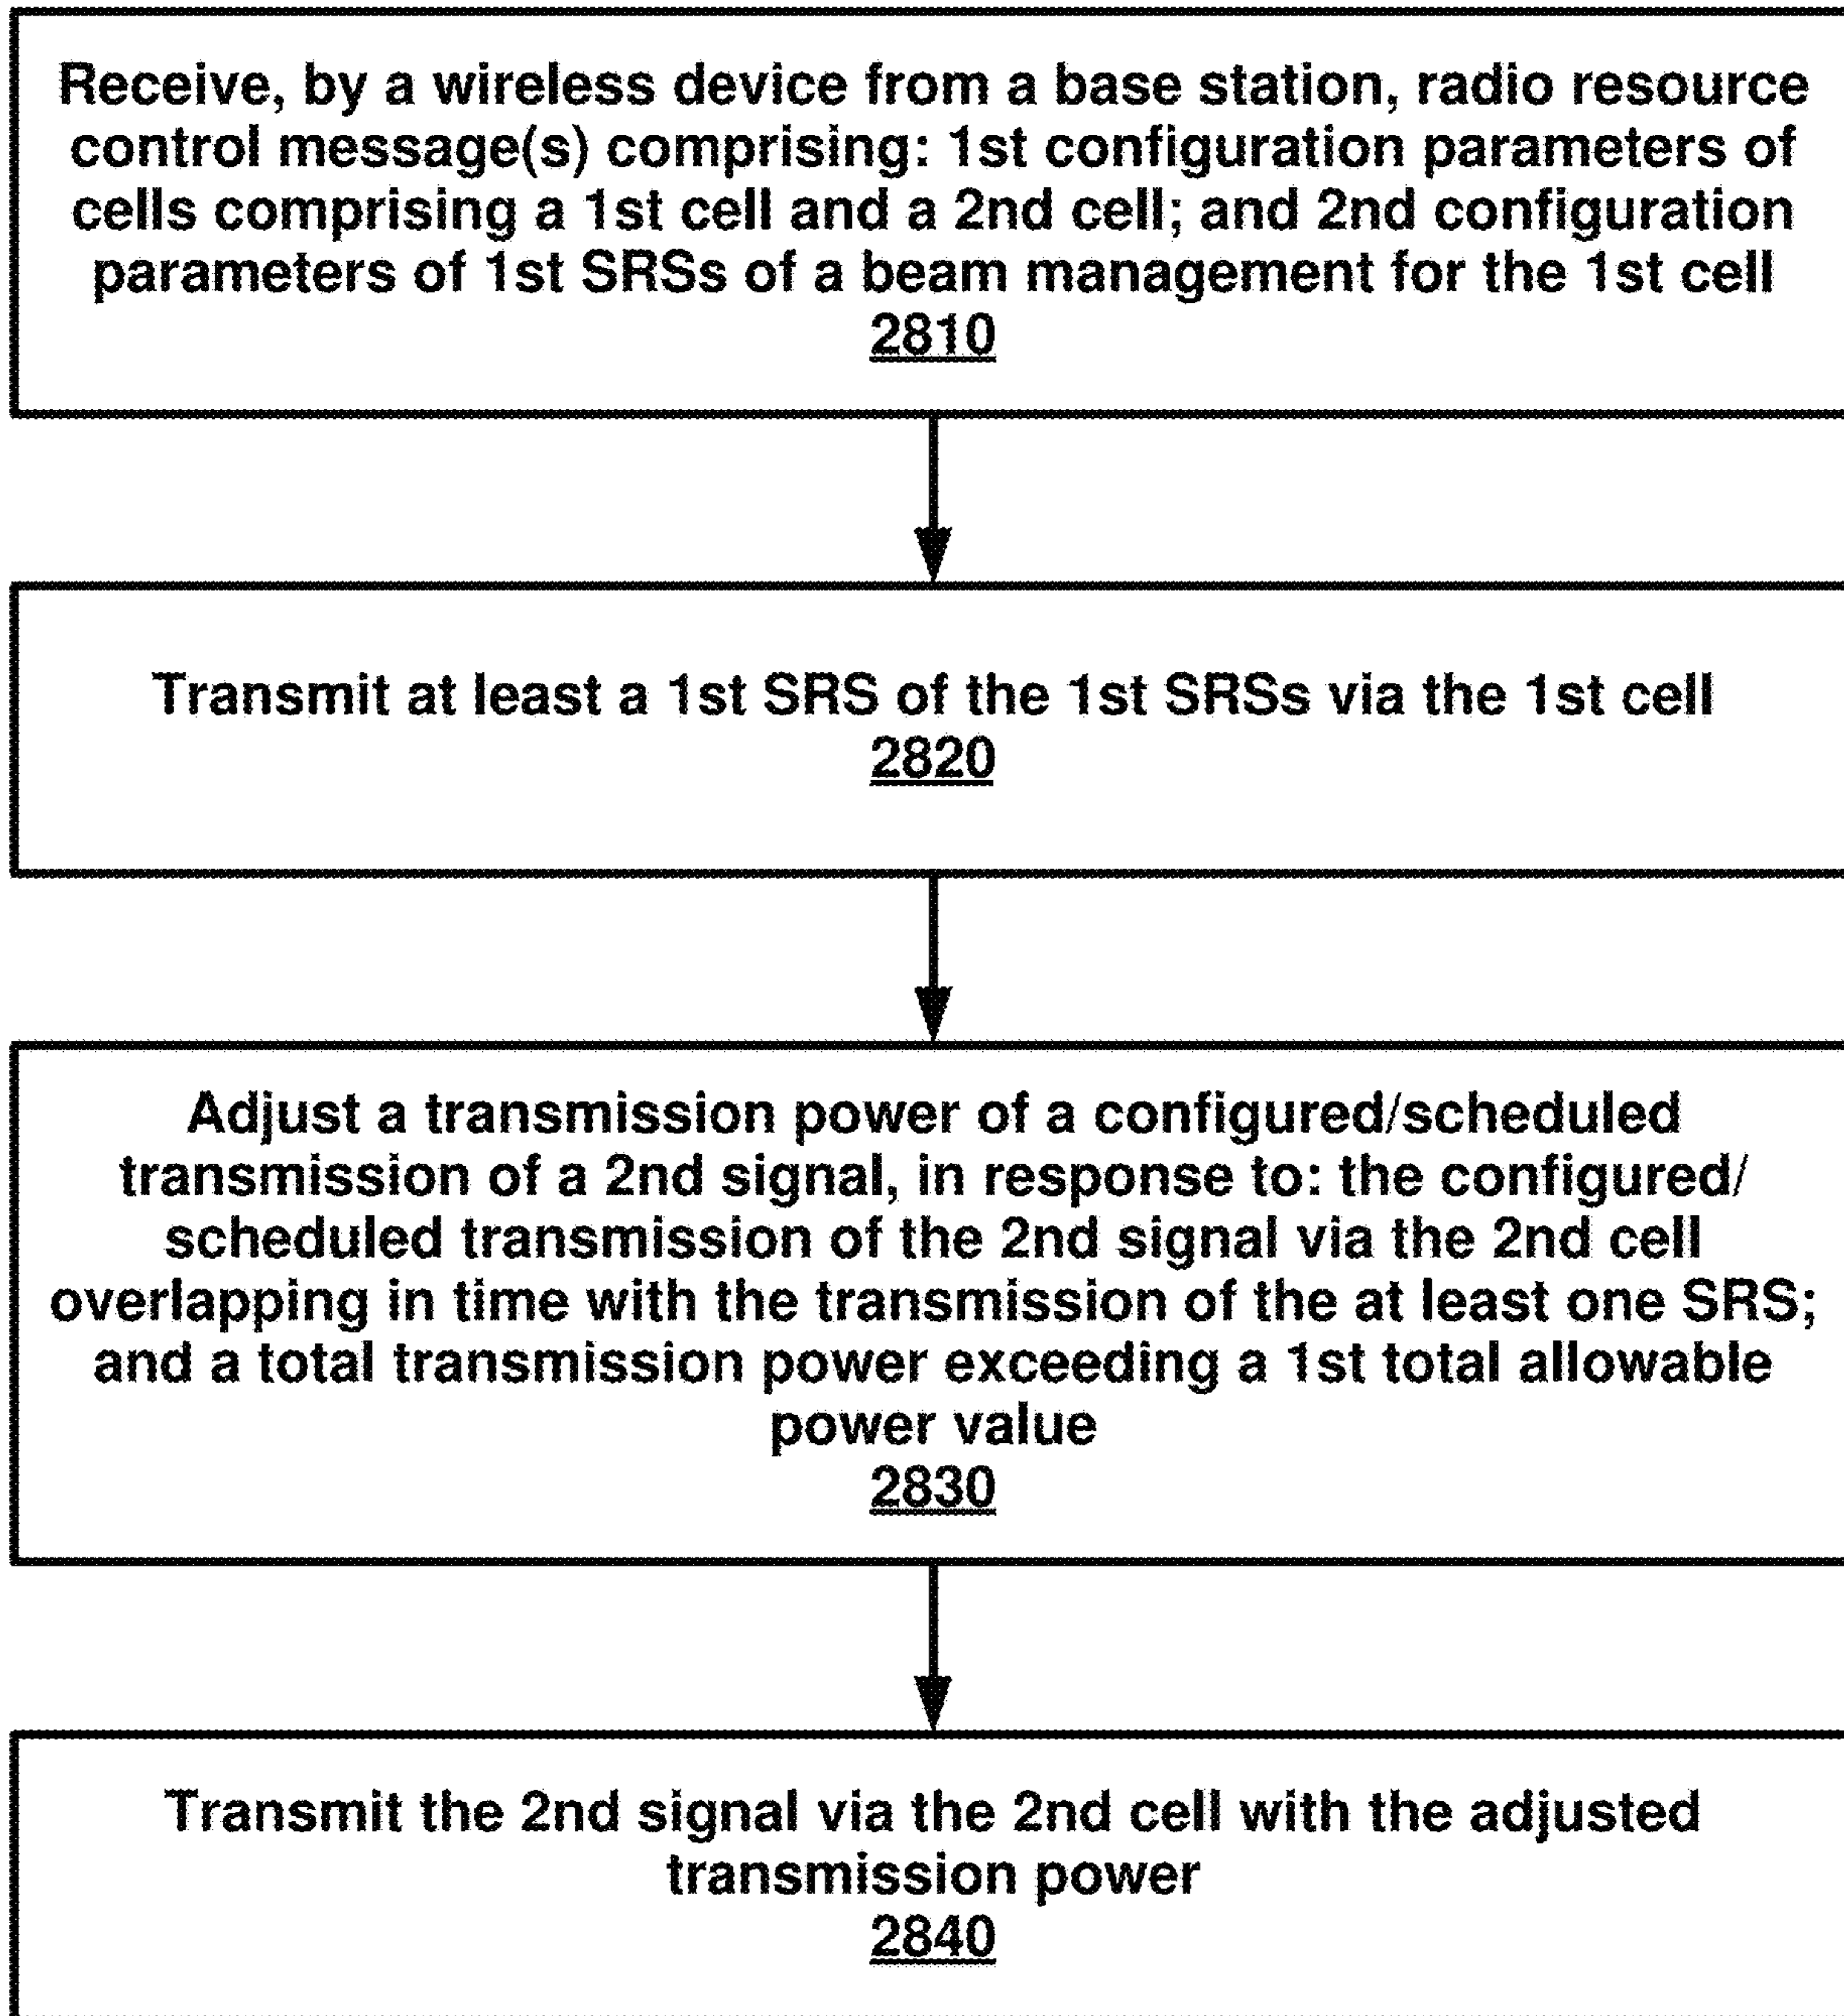 Receive, by a wireless device from a base station, radio resource
control message(s) comprising: 1st configuration parameters of
cells comprising a 1st cell and a 2nd cell; and 2nd configuration
parameters of 1st SRSs of a beam management for the 1st cell
2810
Transmit at least a 1st SRS of the 1st SRSs via the 1st cell
2820
Adjust a transmission power of a configured/scheduled
transmission of a 2nd signal, in response to: the configured/
scheduled transmission of the 2nd signal via the 2nd cell
overlapping in time with the transmission of the at least one SRS;
and a total transmission power exceeding a 1st total allowable
power value
2830
Transmit the 2nd signal via the 2nd cell with the adjusted
transmission power
2840